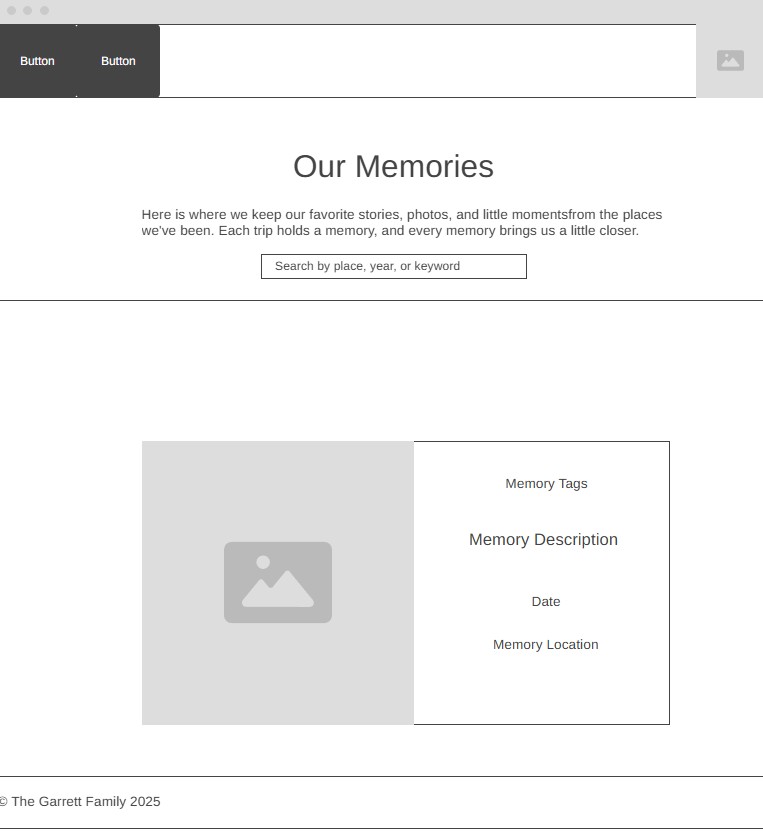 Button
Button
Our Memories
Here is where we keep our favorite stories, photos, and little momentsfrom the places
we've been. Each trip holds a memory, and every memory brings us a little closer.
Search by place, year, or keyword
Memory Tags
Memory Description
Date
Memory Location
© The Garrett Family 2025